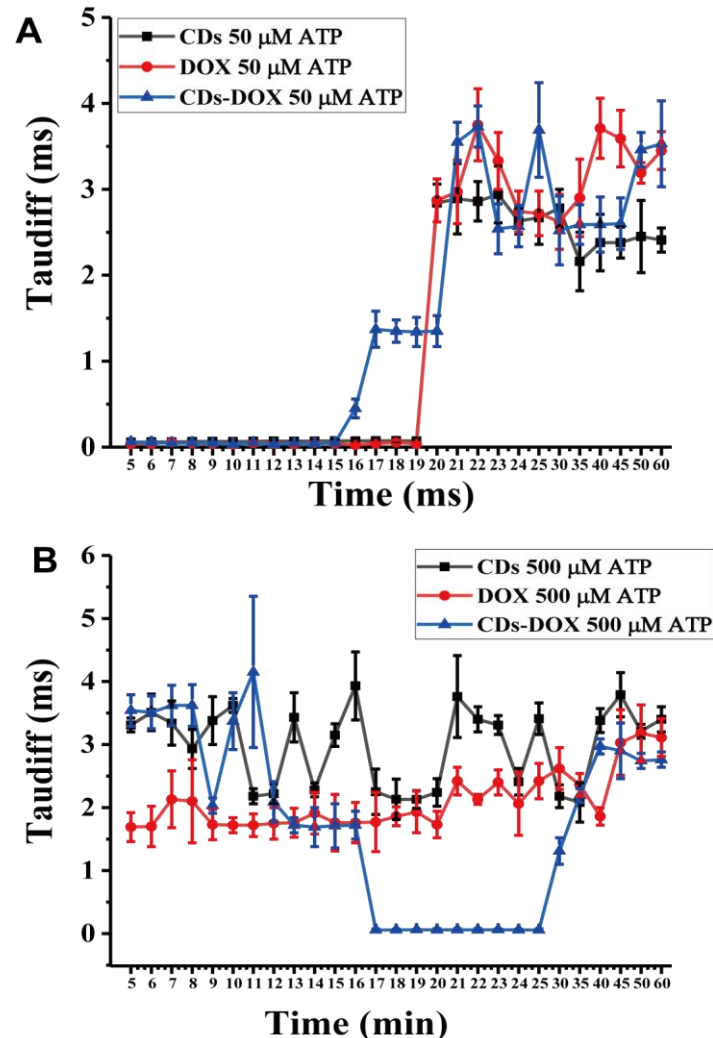 A
CDs 50 µM ATP
DOX 50 µM ATP
CDs-DOX 50 µM ATP
Taudiff (ms)
5
4
3
2
1
0
5 6 7 8 9 10 11 12 13 14 15 16 17 18 19 20 21 22 23 24 25 30 35 40 45 60
Time (ms)
B
CDs 500 µM ATP
DOX 500 µM ATP
CDs-DOX 500 µM ATP
Taudiff (ms)
6
5
4
3
2
1
0
5 6 7 8 9 10 11 12 13 14 15 16 17 18 19 20 21 22 23 24 25 30 35 40 45 50 60
Time (min)